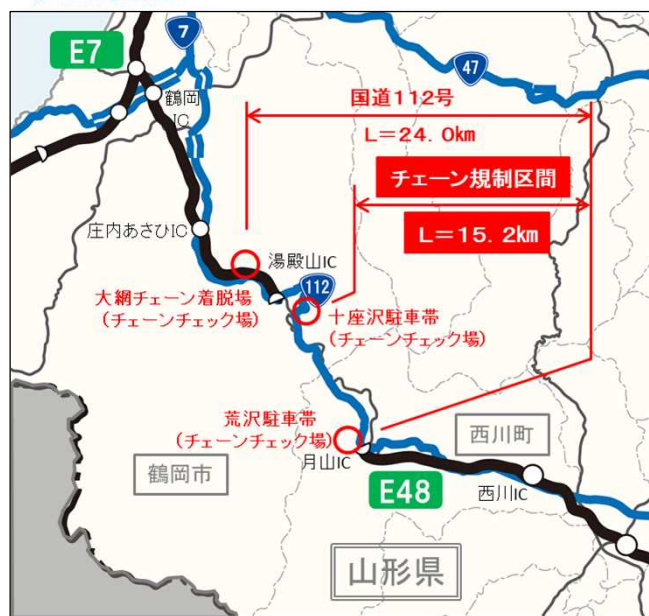 E7
7
47
鶴岡
IC
国道112号
L=24.0km
チェーン規制区間
L=15.2km
庄内あさひIC
湯殿山IC
大網チェーン着脱場
(チェーンチェック場)
112
十座沢駐車帯
(チェーンチェック場)
荒沢駐車帯
(チェーンチェック場)
月山IC
西川町
鶴岡市
E48
西川IC
山形県